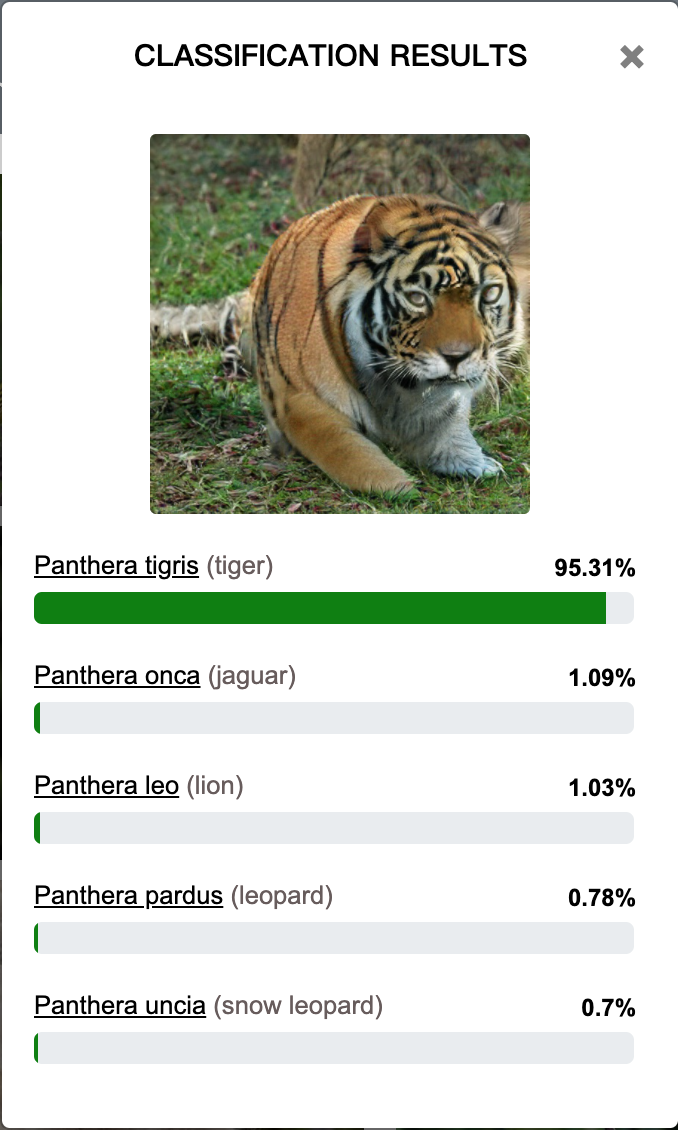 CLASSIFICATION RESULTS
Panthera tigris (tiger) 95.31%
Panthera onca (jaguar) 1.09%
Panthera leo (lion) 1.03%
Panthera pardus (leopard) 0.78%
Panthera uncia (snow leopard) 0.7%